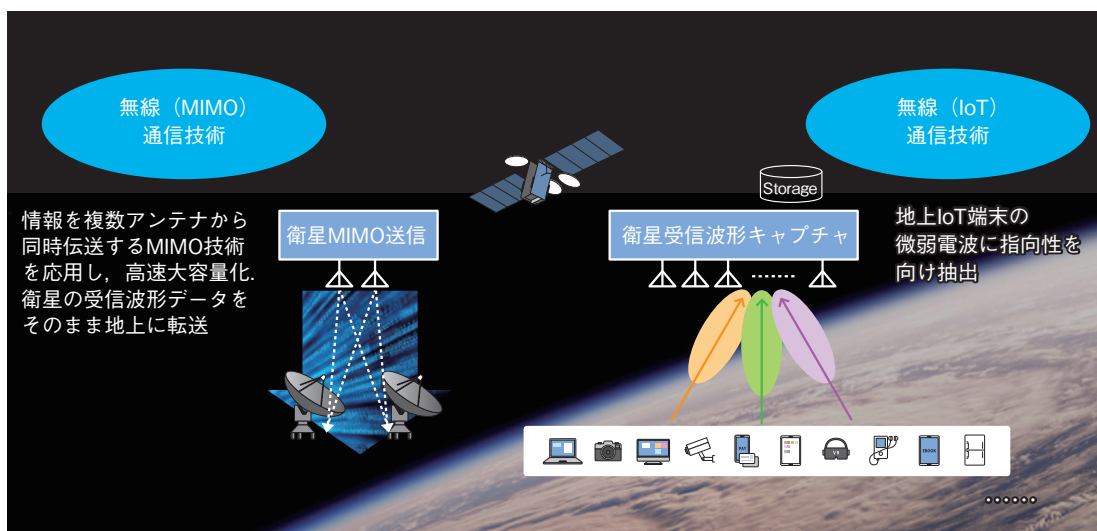 無線（MIMO）
通信技術
無線（IoT）
通信技術
Storage
情報を複数アンテナから
同時伝送するMIMO技術
を応用し，高速大容量化．
衛星の受信波形データを
そのまま地上に転送
衛星MIMO送信
衛星受信波形キャプチャ
地上IoT端末の
微弱電波に指向性を
向け抽出
PAY
VR
EBOOK